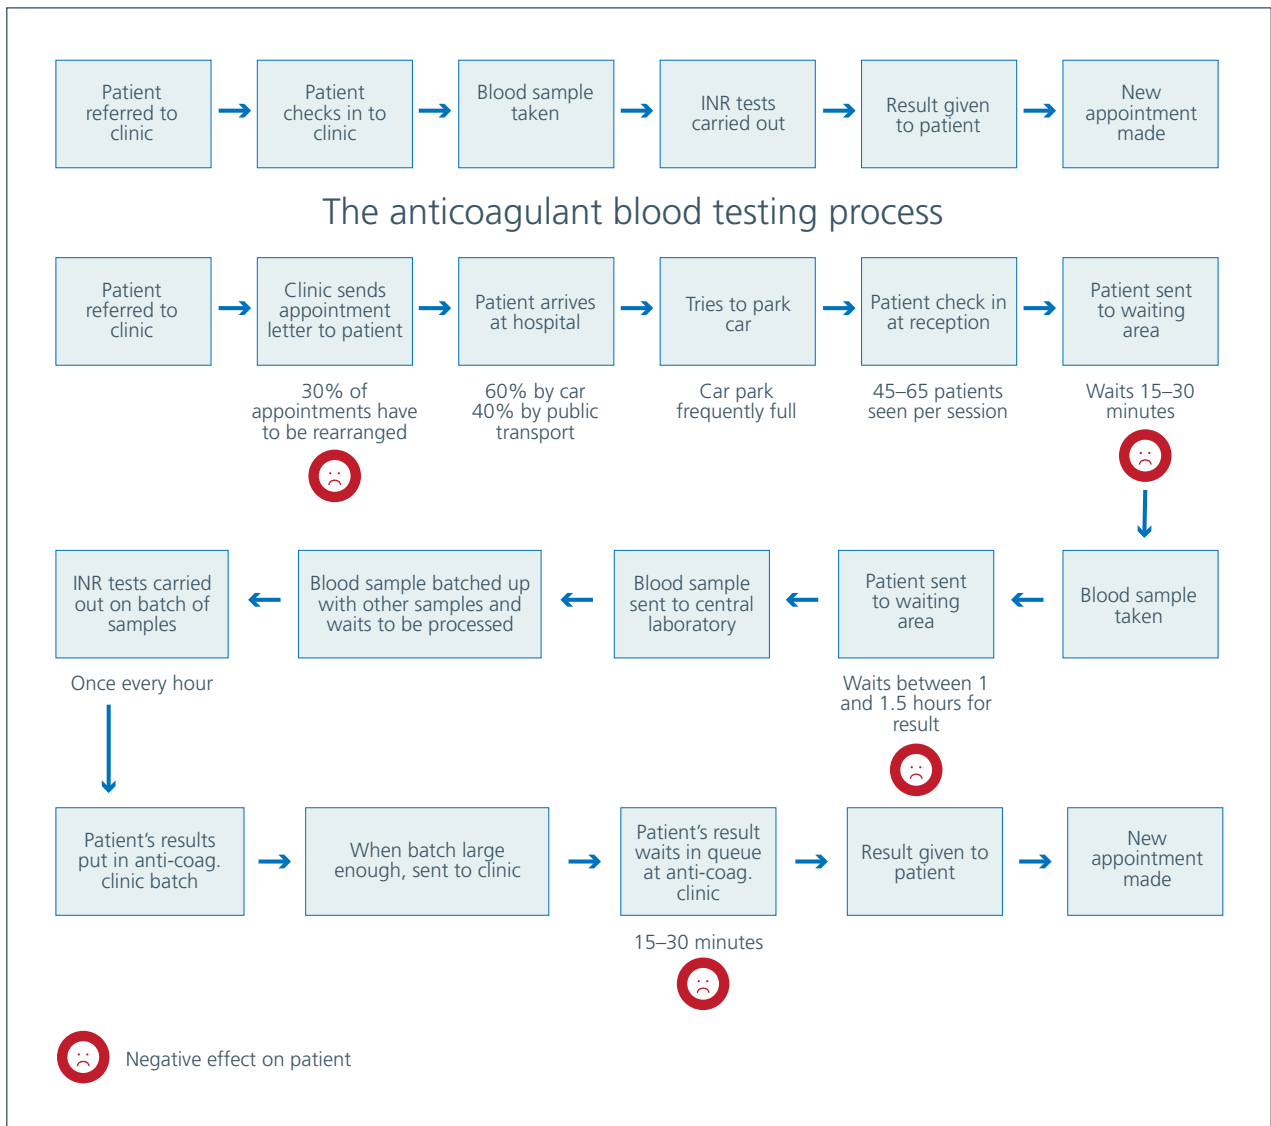 Patient
referred to
clinic
Patient
checks in to
clinic
Blood sample
taken
INR tests
carried out
Result given
to patient
New
appointment
made
The anticoagulant blood testing process
Patient
referred to
clinic
Clinic sends
appointment
letter to patient
Patient arrives
at hospital
Tries to park
car
Patient check in
at reception
Patient sent
to waiting
area
30% of
appointments have
to be rearranged
60% by car
40% by public
transport
Car park
frequently full
45–65 patients
seen per session
Waits 15–30
minutes
INR tests carried
out on batch of
samples
Blood sample batched up
with other samples and
waits to be processed
Blood sample
sent to central
laboratory
Patient sent
to waiting
area
Blood sample
taken
Once every hour
Waits between 1
and 1.5 hours for
result
Patient’s results
put in anti-coag.
clinic batch
When batch large
enough, sent to clinic
Patient’s result
waits in queue
at anti-coag.
clinic
Result given to
patient
New
appointment
made
15–30 minutes
Negative effect on patient